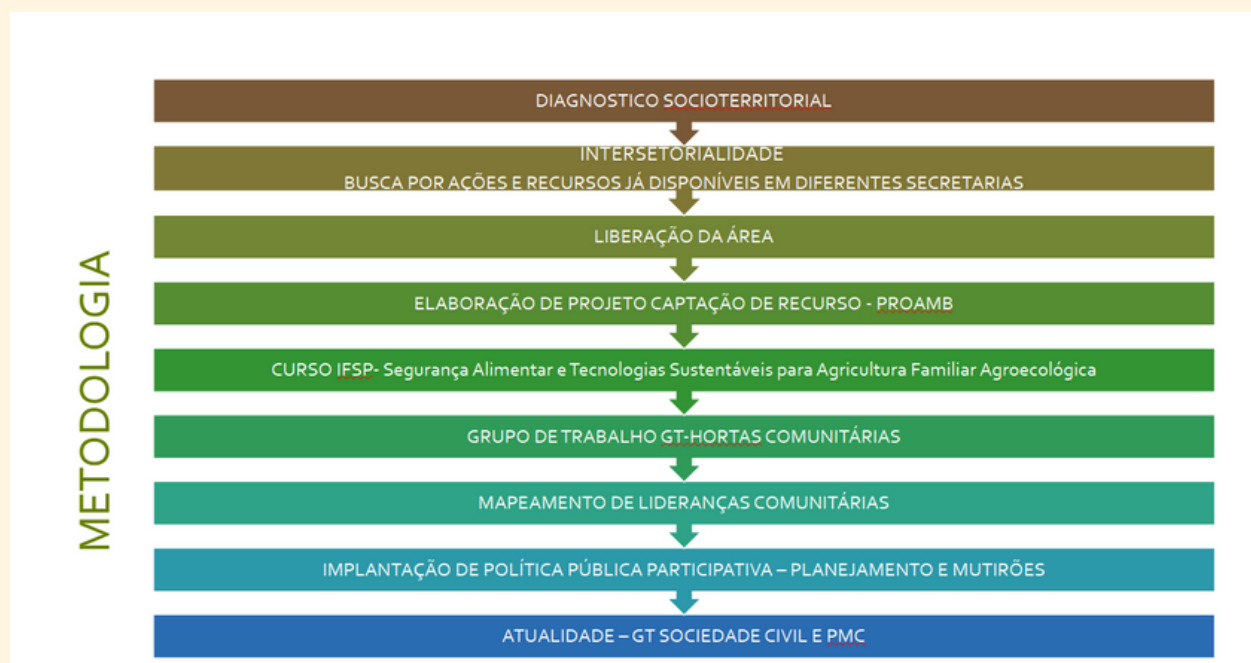 METODOLOGIA
DIAGNOSTICO SOCIOTERRITORIAL
INTERSETORIALIDADE
BUSCA POR AÇÕES E RECURSOS JÁ DISPONÍVEIS EM DIFERENTES SECRETARIAS
LIBERAÇÃO DA ÁREA
ELABORAÇÃO DE PROJETO CAPTAÇÃO DE RECURSO - PROAMB
CURSO IFSP- Segurança Alimentar e Tecnologias Sustentáveis para Agricultura Familiar Agroecológica
GRUPO DE TRABALHO GT-HORTAS COMUNITÁRIAS
MAPEAMENTO DE LIDERANÇAS COMUNITÁRIAS
IMPLANTAÇÃO DE POLÍTICA PÚBLICA PARTICIPATIVA – PLANEJAMENTO E MUTIRÕES
ATUALIDADE – GT SOCIEDADE CIVIL E PMC